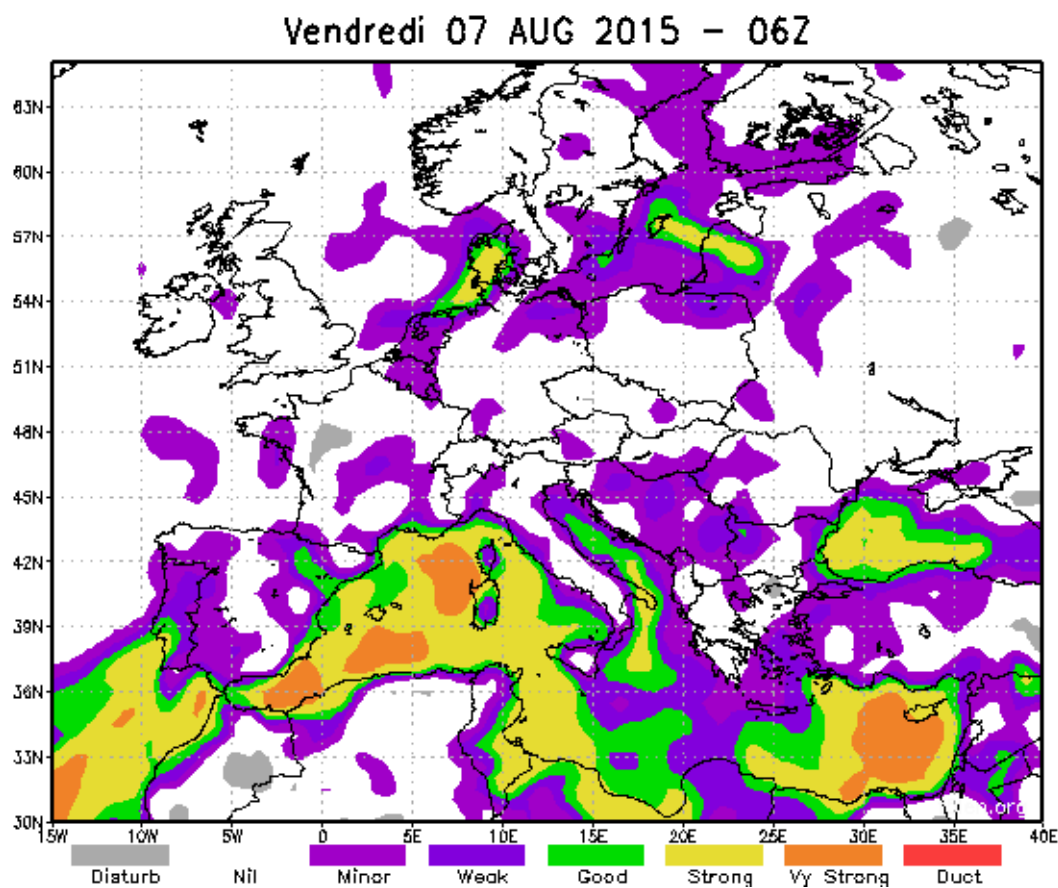 Vendredi 07 AUG 2015 – 06Z
63N
60N
57N
54N
51N
48N
45N
42N
39N
36N
33N
30N
15W 10W 5W 0 5E 10E 15E 20E 25E 30E 35E 40E
Disturb Nil Minor Weak Good Strong Vy Strong Duct